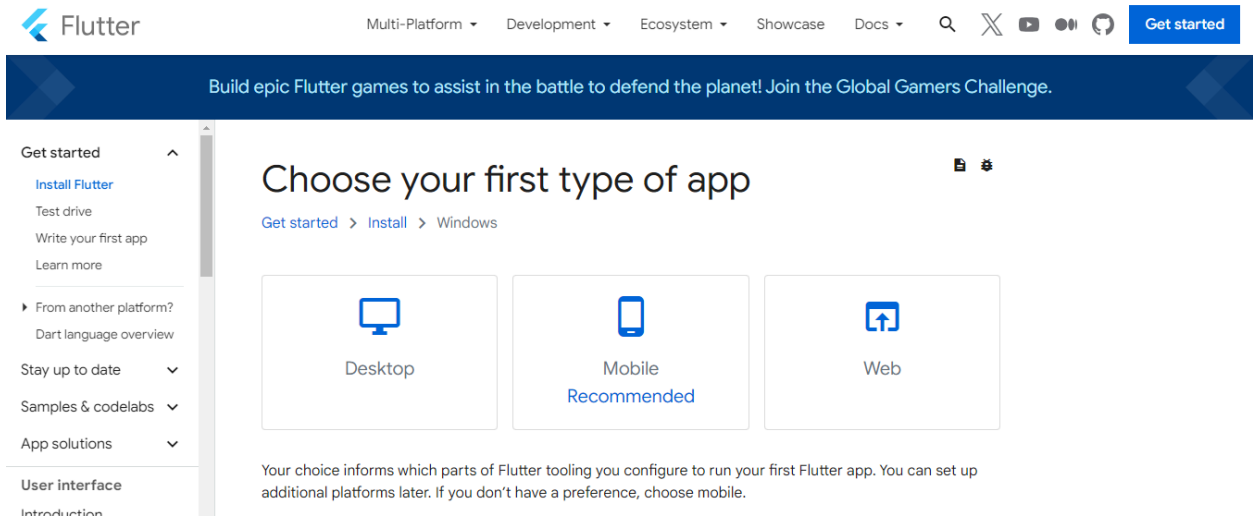 Flutter
Multi-Platform Development Ecosystem Showcase Docs Get started
Build epic Flutter games to assist in the battle to defend the planet! Join the Global Gamers Challenge.
Get started
Install Flutter
Test drive
Write your first app
Learn more
From another platform?
Dart language overview
Stay up to date
Samples & codelabs
App solutions
User interface
Introduction
Choose your first type of app
Get started > Install > Windows
Desktop
Mobile
Recommended
Web
Your choice informs which parts of Flutter tooling you configure to run your first Flutter app. You can set up
additional platforms later. If you don't have a preference, choose mobile.